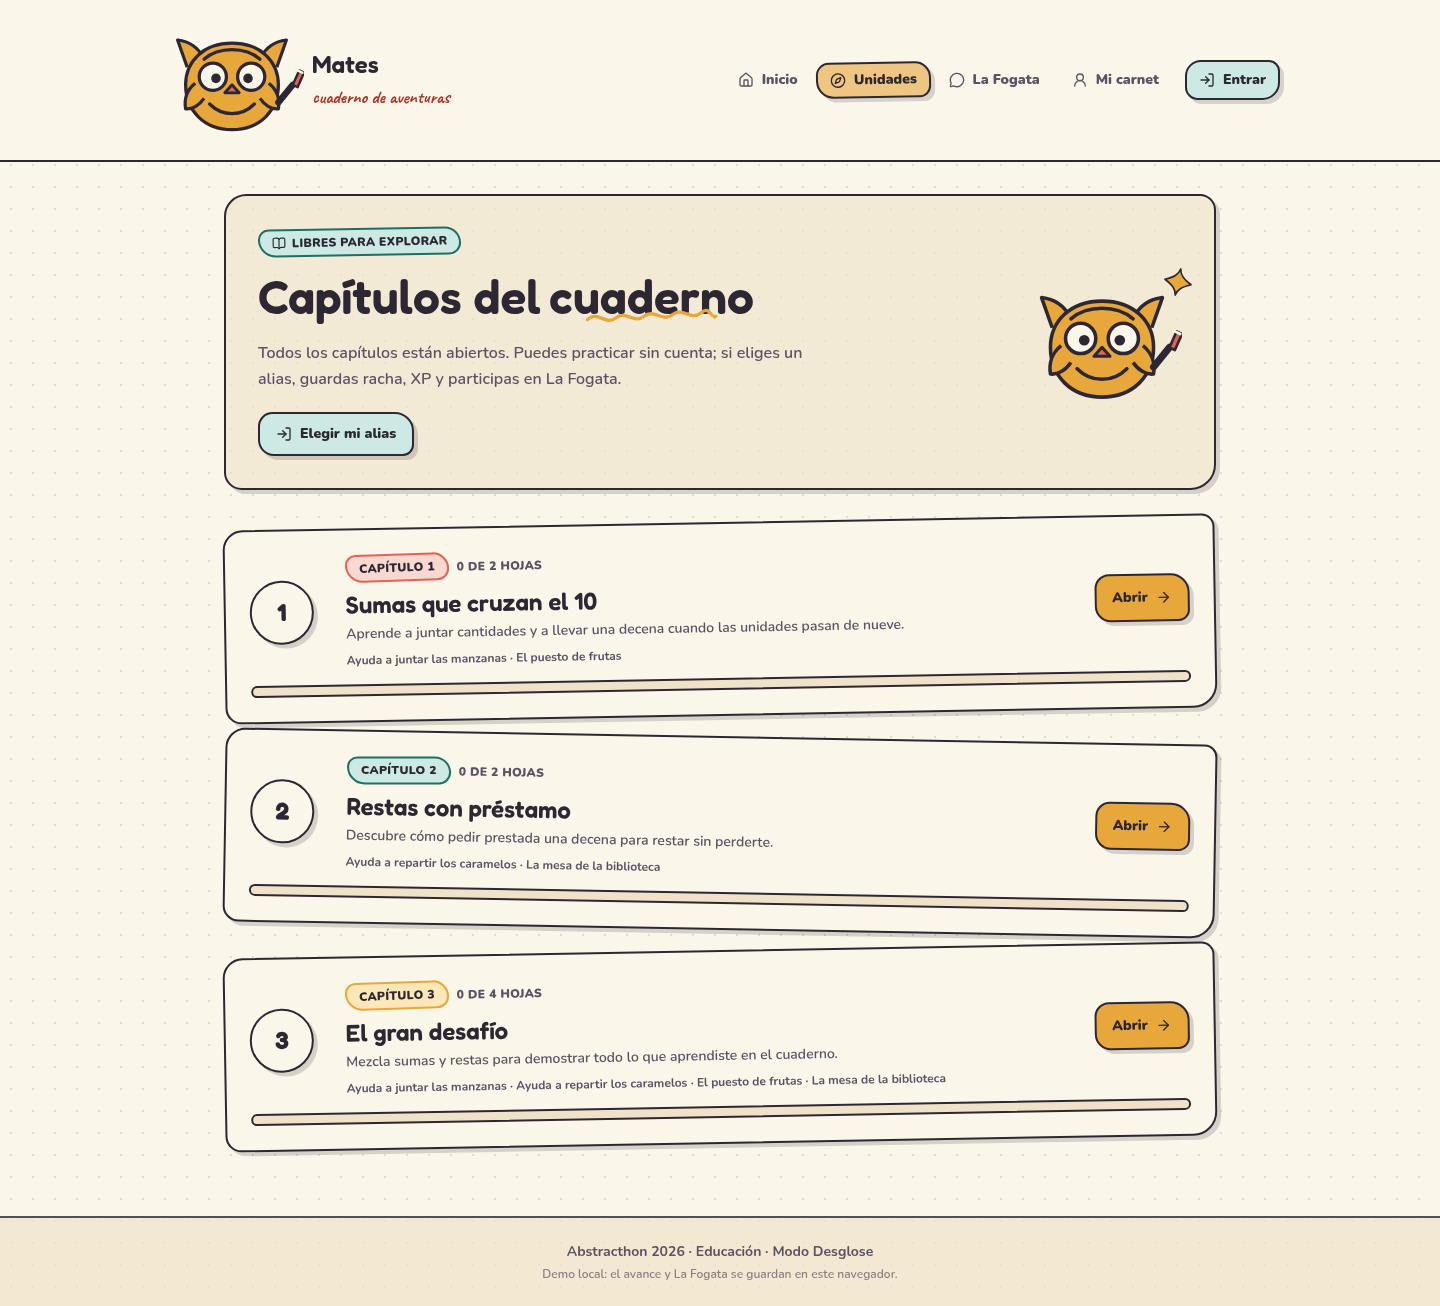 Mates
cuaderno de aventuras
Inicio
Unidades
La Fogata
Mi carnet
Entrar
LIBRES PARA EXPLORAR
Capítulos del cuaderno
Todos los capítulos están abiertos. Puedes practicar sin cuenta; si eliges un
alias, guardas racha, XP y participas en La Fogata.
Elegir mi alias
1
CAPÍTULO 1 0 DE 2 HOJAS
Sumas que cruzan el 10
Aprende a juntar cantidades y a llevar una decena cuando las unidades pasan de nueve.
Ayuda a juntar las manzanas · El puesto de frutas
Abrir
2
CAPÍTULO 2 0 DE 2 HOJAS
Restas con préstamo
Descubre cómo pedir prestada una decena para restar sin perderte.
Ayuda a repartir los caramelos · La mesa de la biblioteca
Abrir
3
CAPÍTULO 3 0 DE 4 HOJAS
El gran desafío
Mezcla sumas y restas para demostrar todo lo que aprendiste en el cuaderno.
Ayuda a juntar las manzanas · Ayuda a repartir los caramelos · El puesto de frutas · La mesa de la biblioteca
Abrir
Abstracthon 2026 · Educación · Modo Desglose
Demo local: el avance y La Fogata se guardan en este navegador.